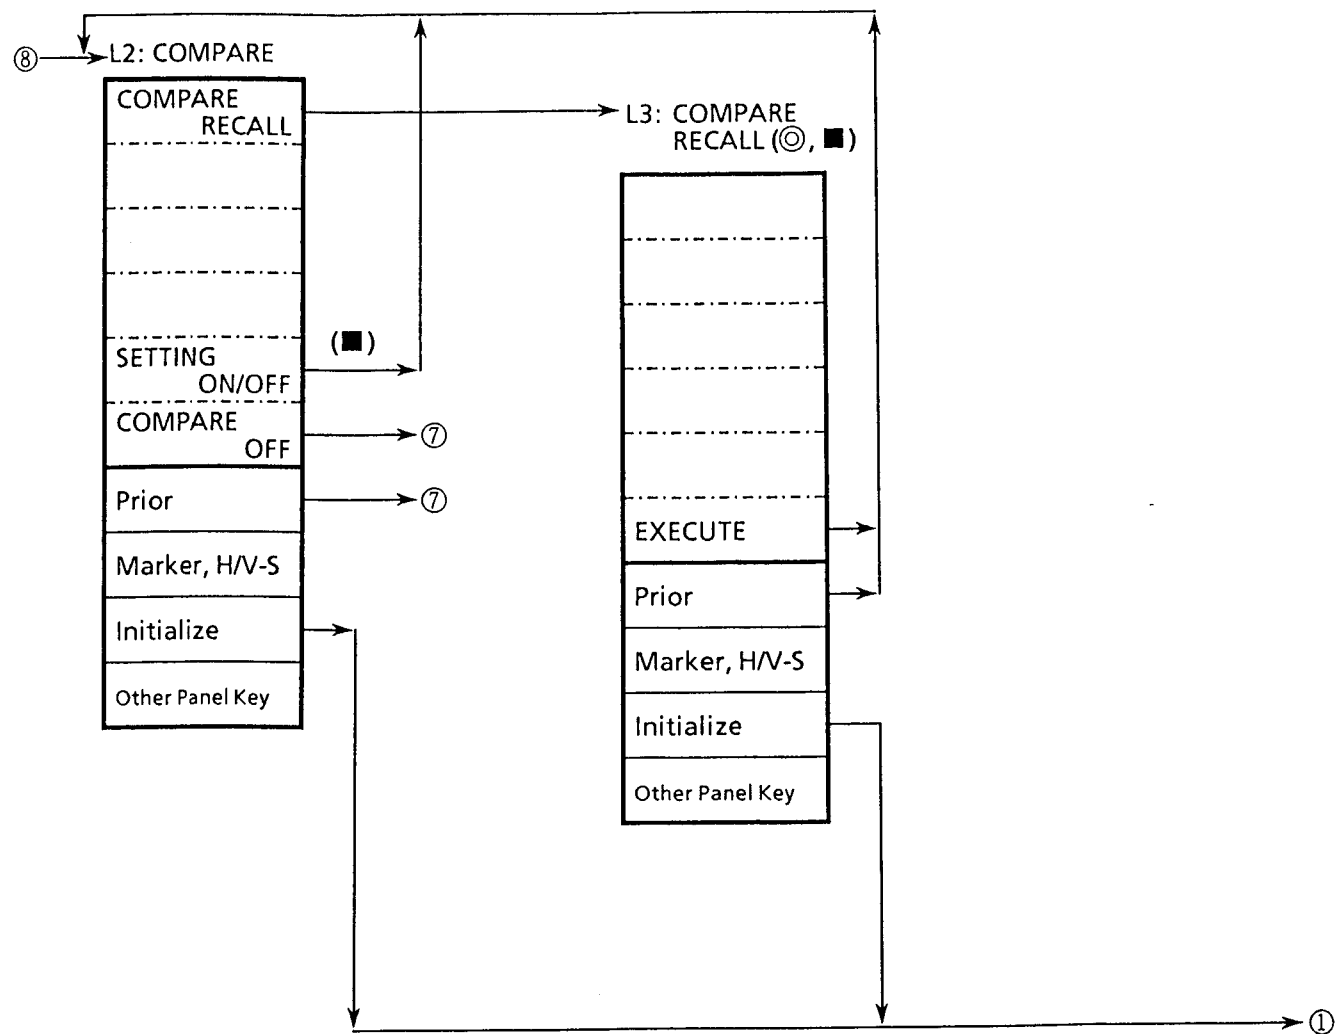 ⑧
L2: COMPARE
COMPARE
RECALL
SETTING
ON/OFF
(■)
COMPARE
OFF
⑦
Prior
⑦
Marker, H/V-S
Initialize
Other Panel Key
L3: COMPARE
RECALL (◎, ■)
EXECUTE
Prior
Marker, H/V-S
Initialize
Other Panel Key
①